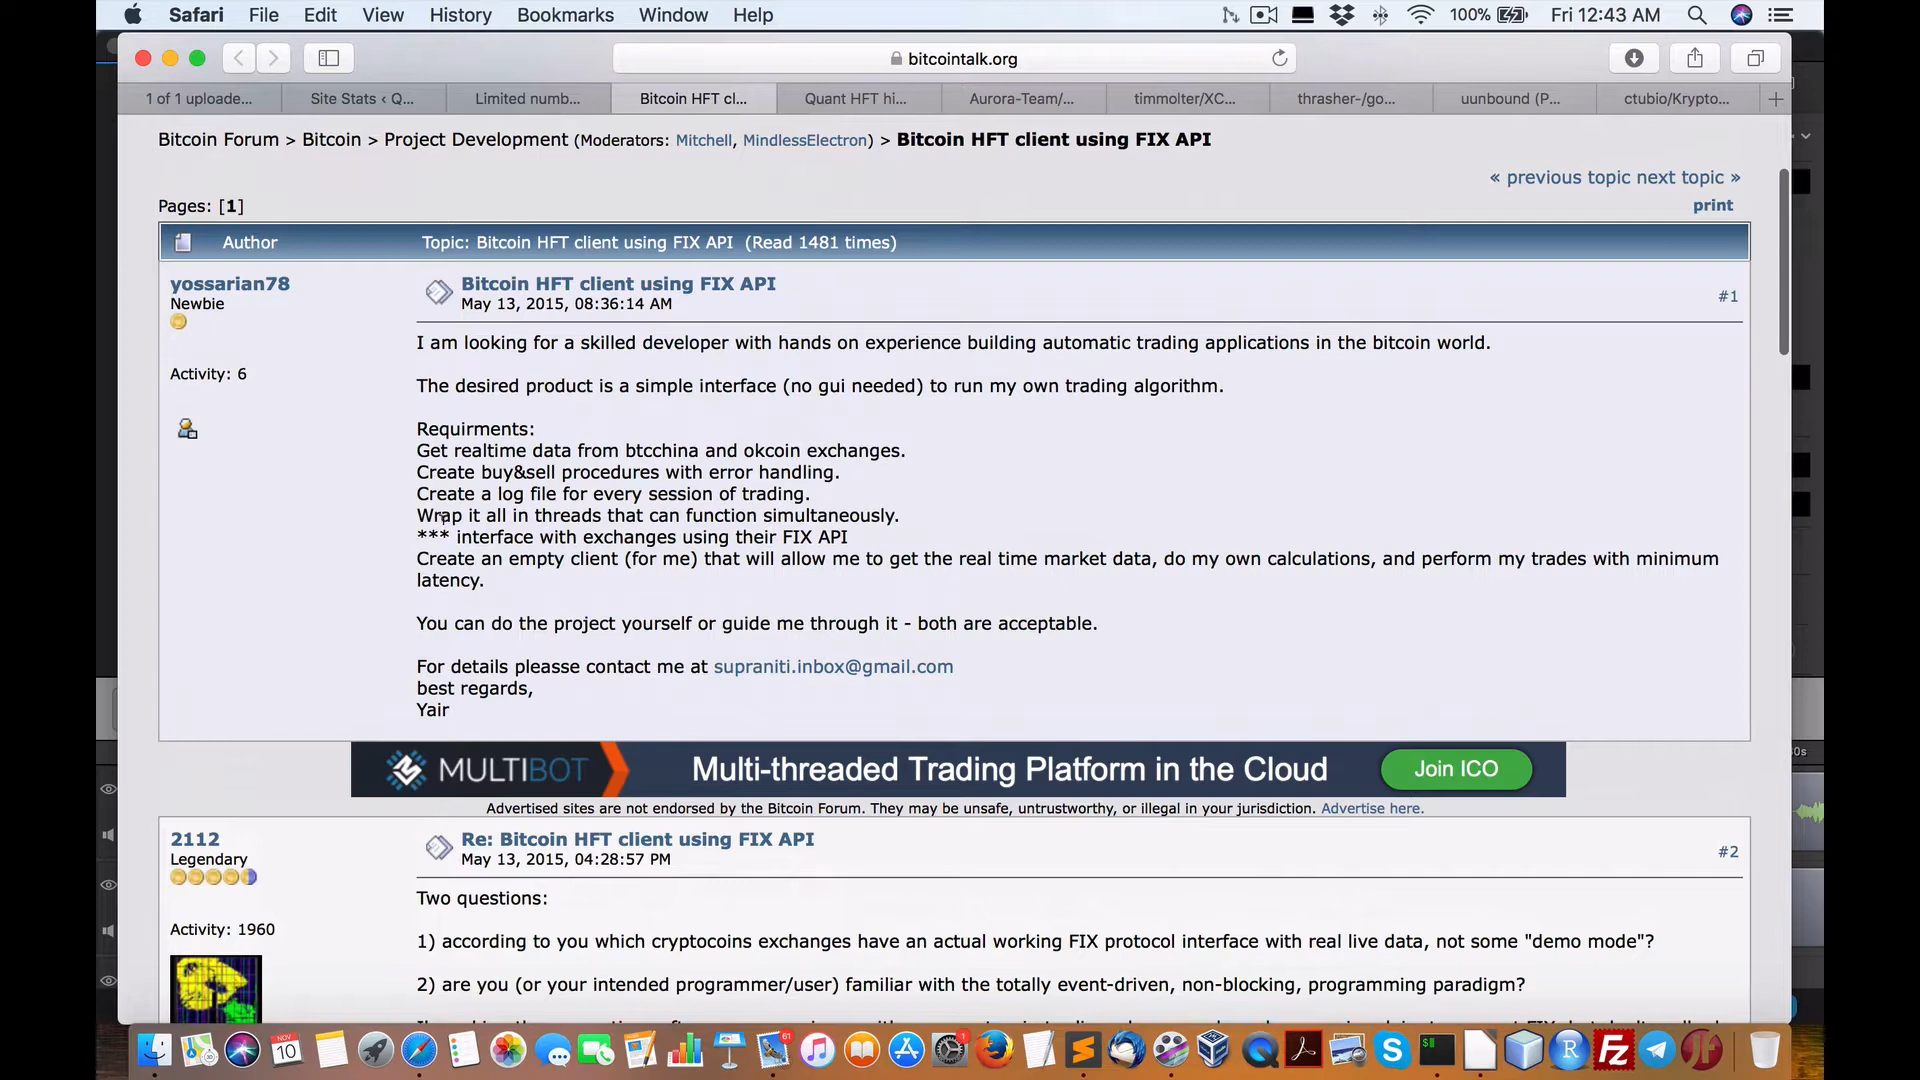 Safari File Edit View History Bookmarks Window Help 100% Fri 12:43 AM
bitcointalk.org
1 of 1 uploade... Site Stats ‹ Q... Limited numb... Bitcoin HFT cl... Quant HFT hi... Aurora-Team/... timmolter/XC... thrasher-/go... uunbound (P... ctubio/Krypto...
Bitcoin Forum > Bitcoin > Project Development (Moderators: Mitchell, MindlessElectron) > Bitcoin HFT client using FIX API
« previous topic next topic »
Pages: [1]
print
Author Topic: Bitcoin HFT client using FIX API (Read 1481 times)
yossarian78
Newbie
Activity: 6
Bitcoin HFT client using FIX API
May 13, 2015, 08:36:14 AM
#1
I am looking for a skilled developer with hands on experience building automatic trading applications in the bitcoin world.
The desired product is a simple interface (no gui needed) to run my own trading algorithm.
Requirments:
Get realtime data from btcchina and okcoin exchanges.
Create buy&sell procedures with error handling.
Create a log file for every session of trading.
Wrap it all in threads that can function simultaneously.
*** interface with exchanges using their FIX API
Create an empty client (for me) that will allow me to get the real time market data, do my own calculations, and perform my trades with minimum
latency.
You can do the project yourself or guide me through it - both are acceptable.
For details pleasse contact me at supraniti.inbox@gmail.com
best regards,
Yair
MULTIBOT Multi-threaded Trading Platform in the Cloud Join ICO
Advertised sites are not endorsed by the Bitcoin Forum. They may be unsafe, untrustworthy, or illegal in your jurisdiction. Advertise here.
2112
Legendary
Activity: 1960
Re: Bitcoin HFT client using FIX API
May 13, 2015, 04:28:57 PM
#2
Two questions:
1) according to you which cryptocoins exchanges have an actual working FIX protocol interface with real live data, not some "demo mode"?
2) are you (or your intended programmer/user) familiar with the totally event-driven, non-blocking, programming paradigm?
NOV
10
61
1